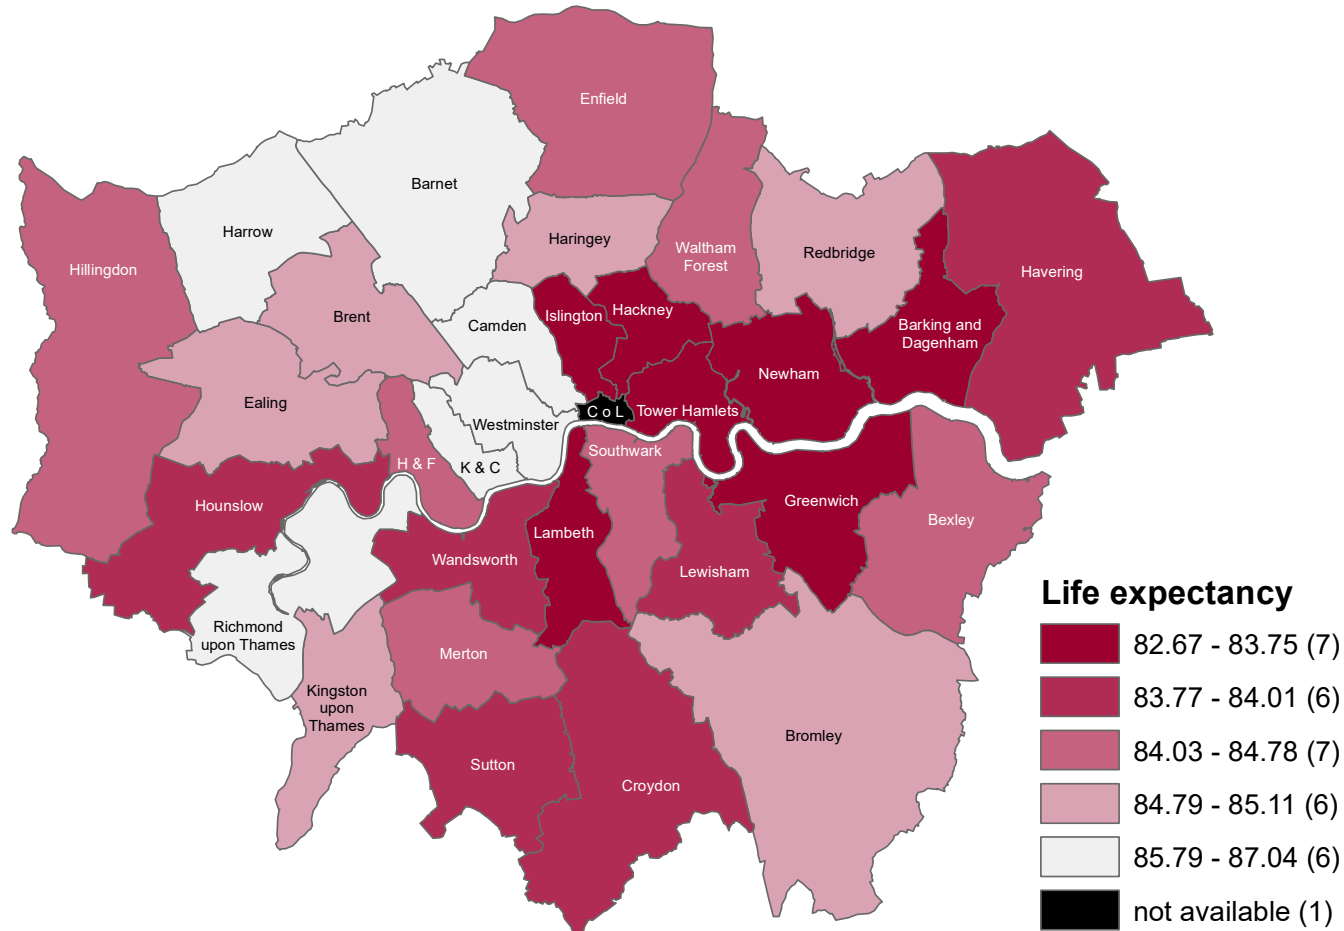 Enfield
Barnet
Harrow
Haringey
Waltham
Forest
Redbridge
Hillingdon
Havering
Brent
Camden
Islington
Hackney
Barking and
Dagenham
Newham
Ealing
Westminster
C o L
Tower Hamlets
H & F
K & C
Southwark
Hounslow
Greenwich
Bexley
Lambeth
Wandsworth
Lewisham
Richmond
upon Thames
Merton
Kingston
upon
Thames
Bromley
Sutton
Croydon
Life expectancy
82.67 - 83.75 (7)
83.77 - 84.01 (6)
84.03 - 84.78 (7)
84.79 - 85.11 (6)
85.79 - 87.04 (6)
not available (1)